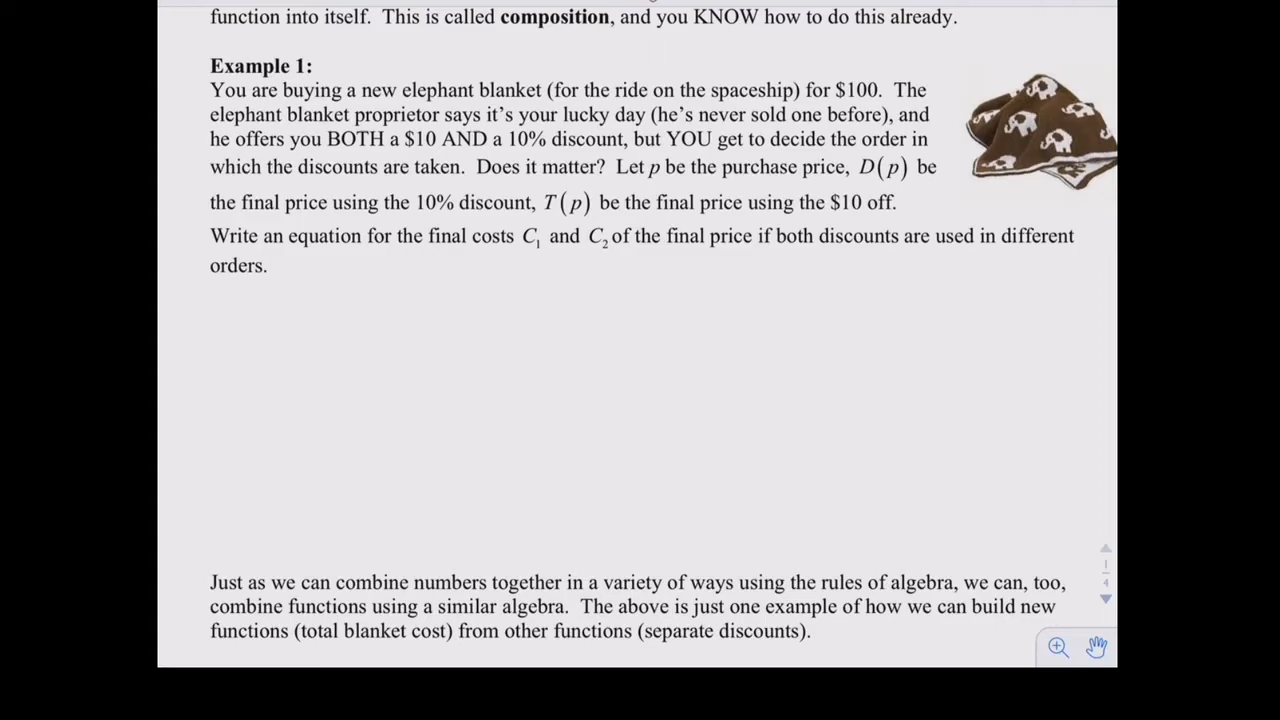 function into itself.  This is called composition, and you KNOW how to do this already.
Example 1:
You are buying a new elephant blanket (for the ride on the spaceship) for $100.  The
elephant blanket proprietor says it’s your lucky day (he’s never sold one before), and
he offers you BOTH a $10 AND a 10% discount, but YOU get to decide the order in
which the discounts are taken.  Does it matter?  Let p be the purchase price, D(p) be
the final price using the 10% discount, T(p) be the final price using the $10 off.
Write an equation for the final costs C₁ and C₂ of the final price if both discounts are used in different
orders.
Just as we can combine numbers together in a variety of ways using the rules of algebra, we can, too,
combine functions using a similar algebra.  The above is just one example of how we can build new
functions (total blanket cost) from other functions (separate discounts).
1
4